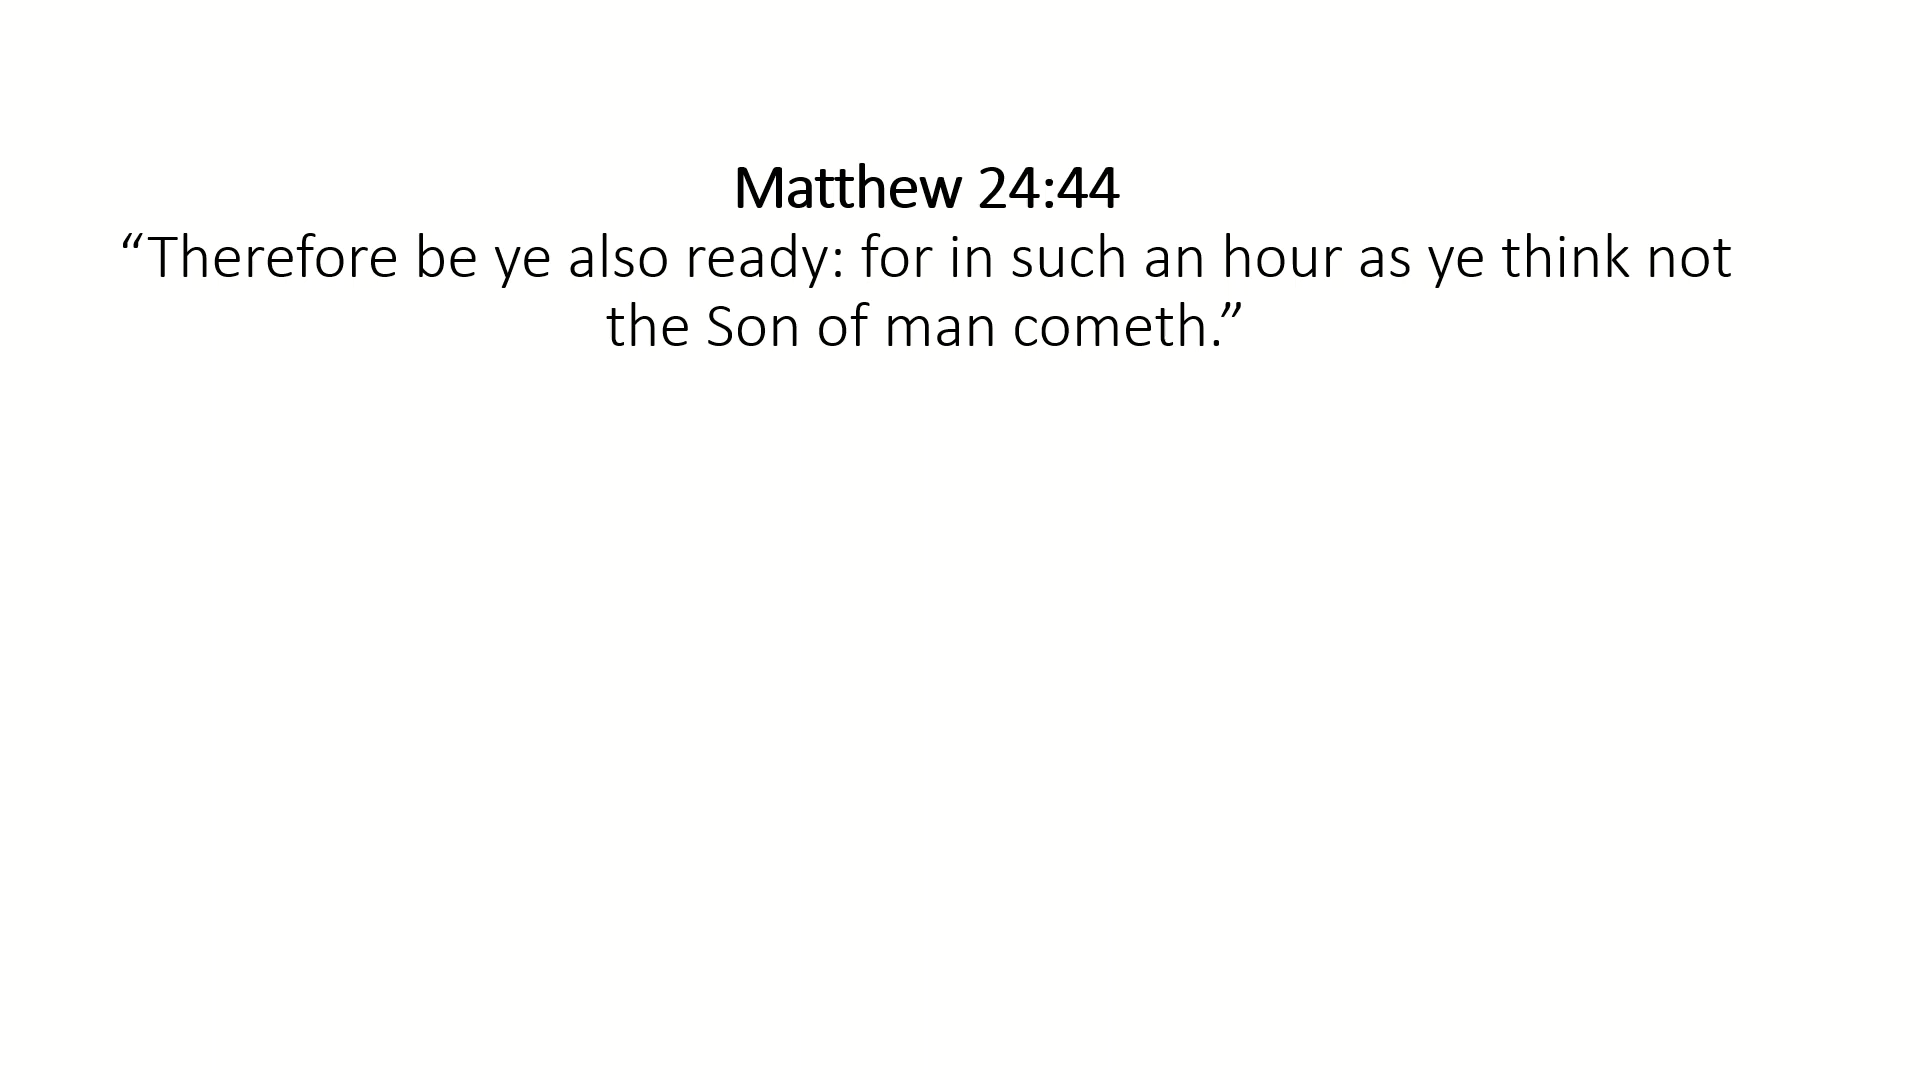 Matthew 24:44
“Therefore be ye also ready: for in such an hour as ye think not
the Son of man cometh.”